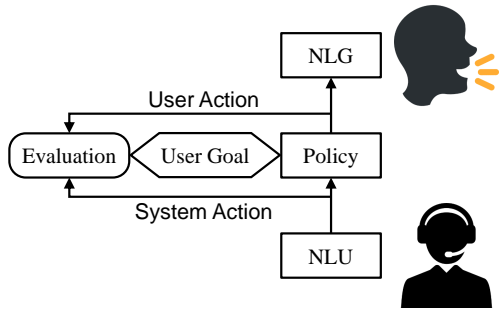 NLG
User Action
Evaluation
User Goal
Policy
System Action
NLU